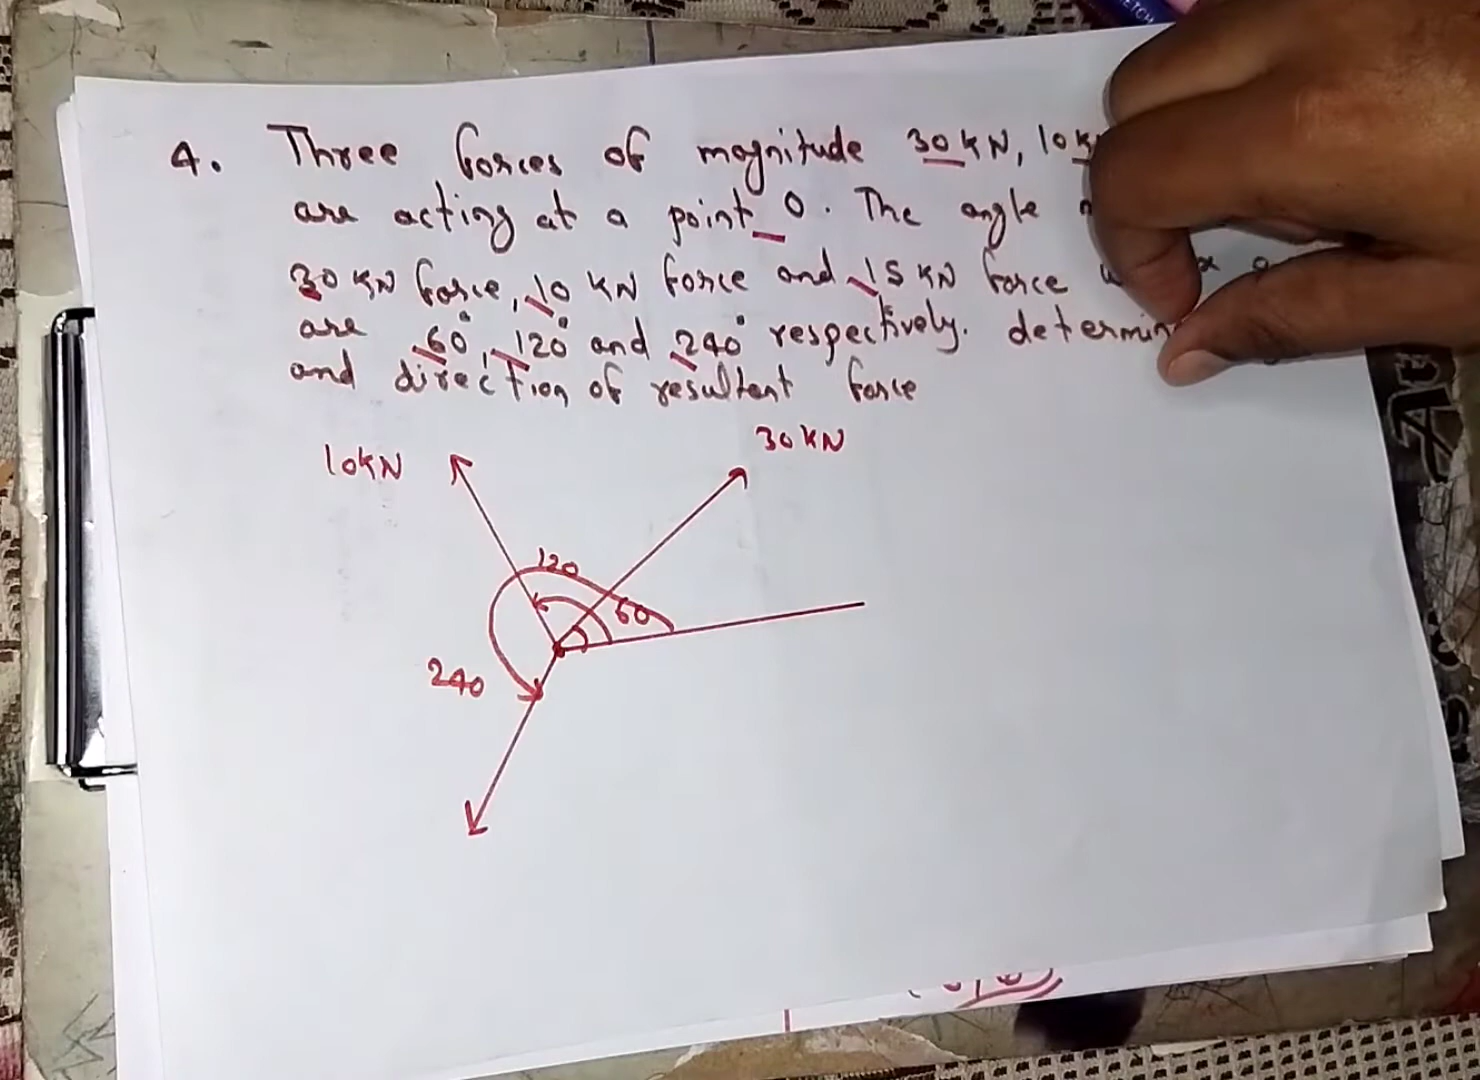 4. Three forces of magnitude 30 KN, 10 K
are acting at a point O. The angle
30 KN force, 10 KN force and 15 KN force
are 60°, 120° and 240° respectively. determin
and direction of resultant force
10KN
30 KN
120
60
240